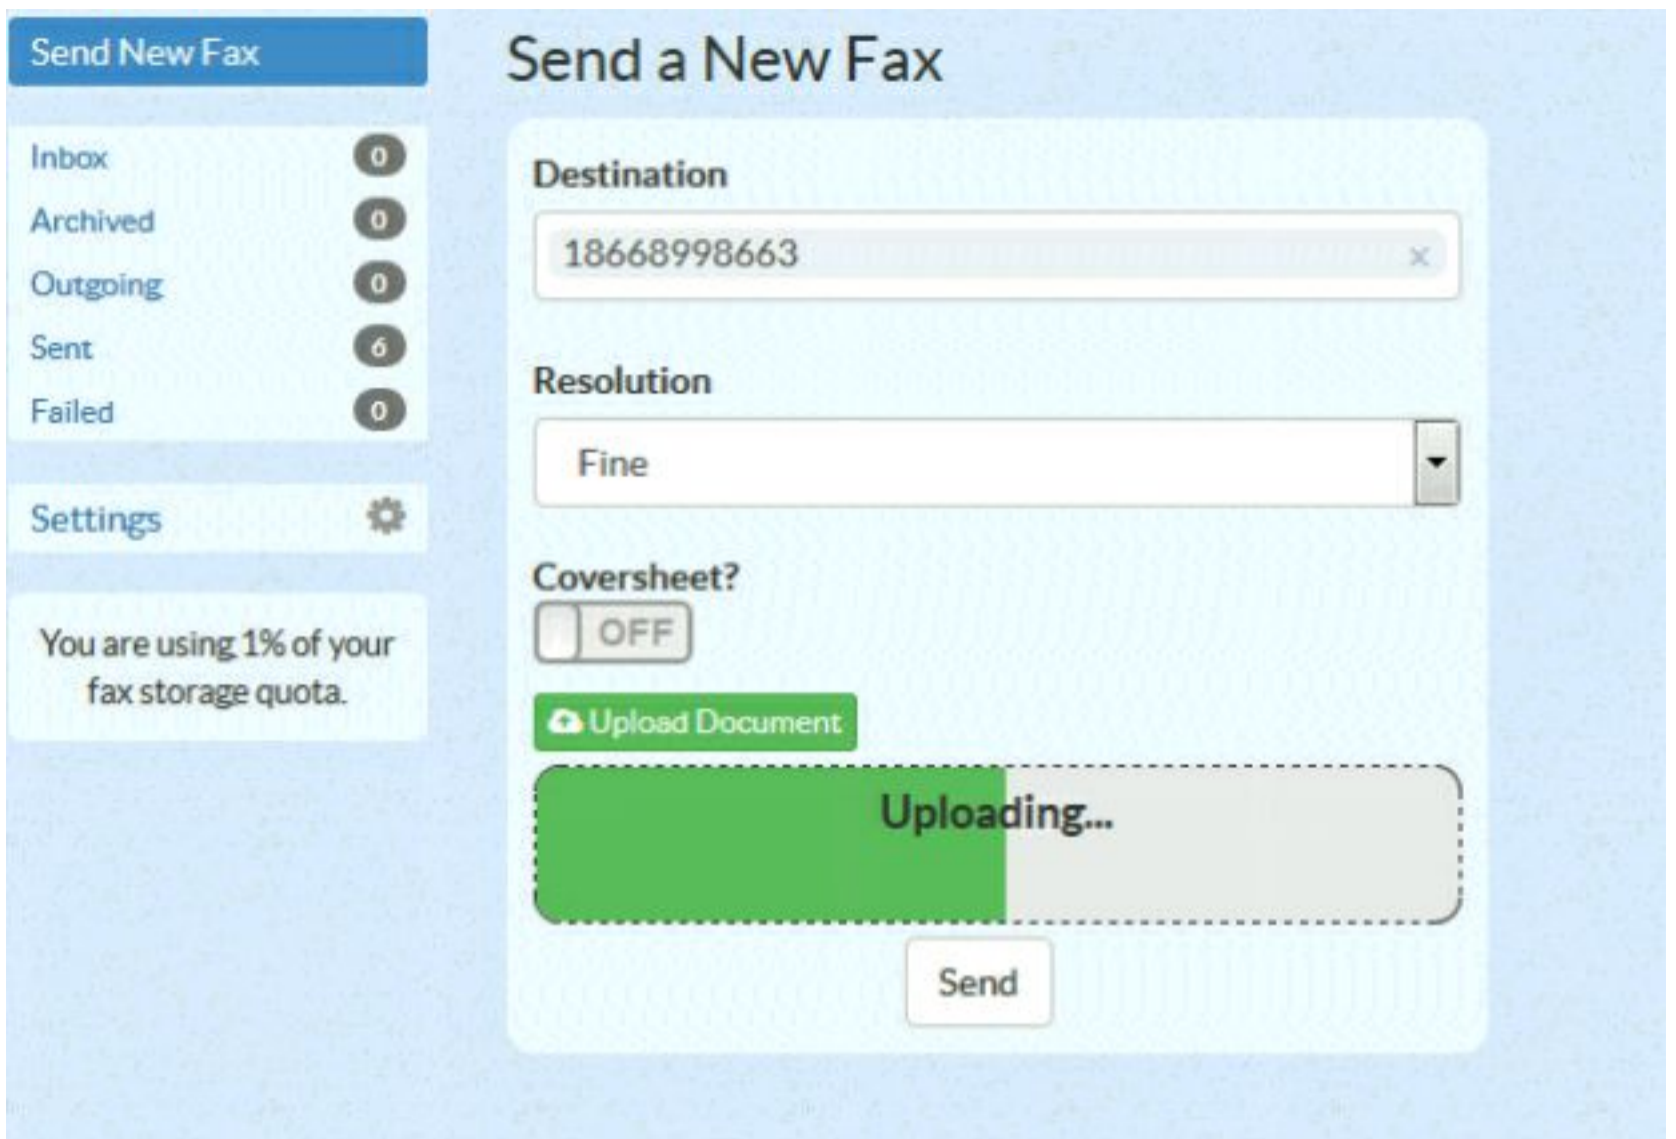 Send New Fax
Inbox 0
Archived 0
Outgoing 0
Sent 6
Failed 0
Settings
You are using 1% of your
fax storage quota.
Send a New Fax
Destination
18668998663 ×
Resolution
Fine
Coversheet?
OFF
Upload Document
Uploading...
Send